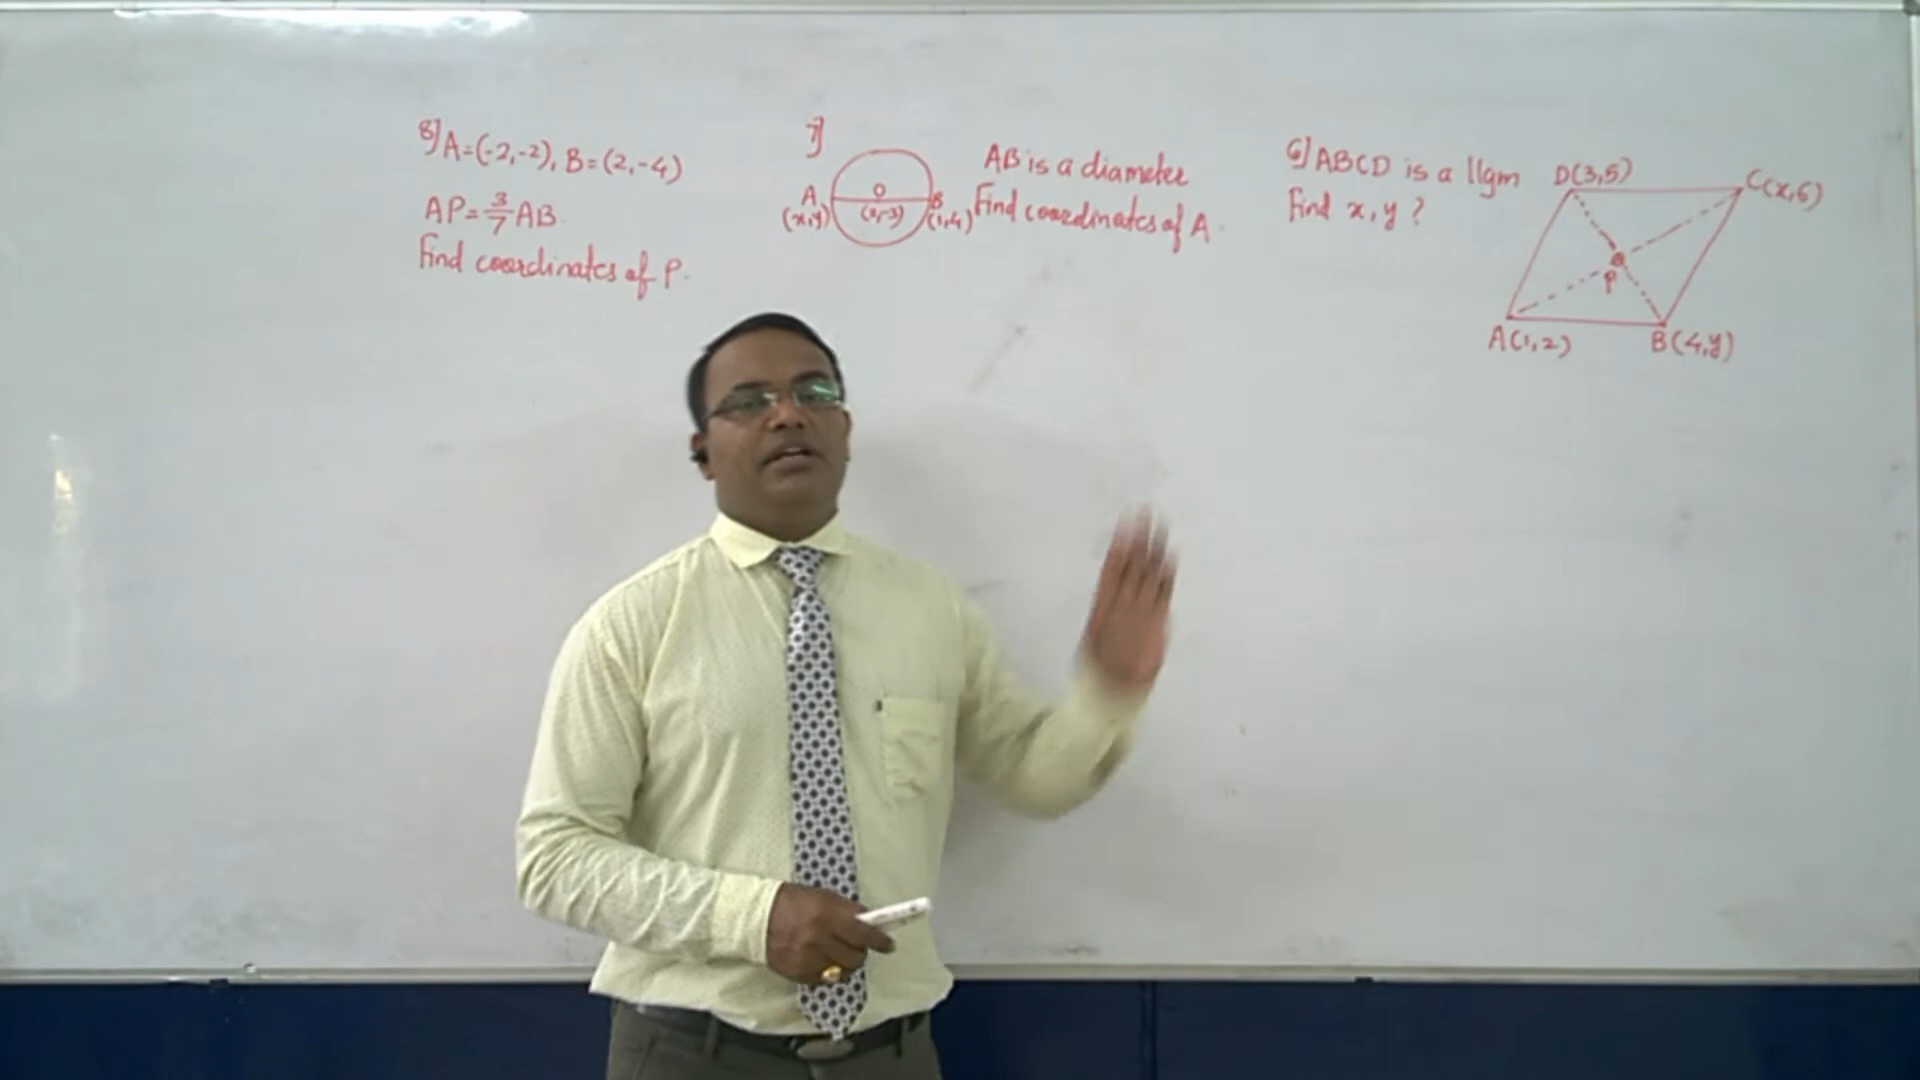 8] A=(-2,-2), B=(2,-4)
AP=3/7 AB.
Find coordinates of P.
7]
O
A
(x,y)
(2,-3)
B
(1,4)
AB is a diameter
Find coordinates of A.
6] ABCD is a llgm
Find x,y?
D(3,5)
C(x,6)
P
A(1,2)
B(4,y)